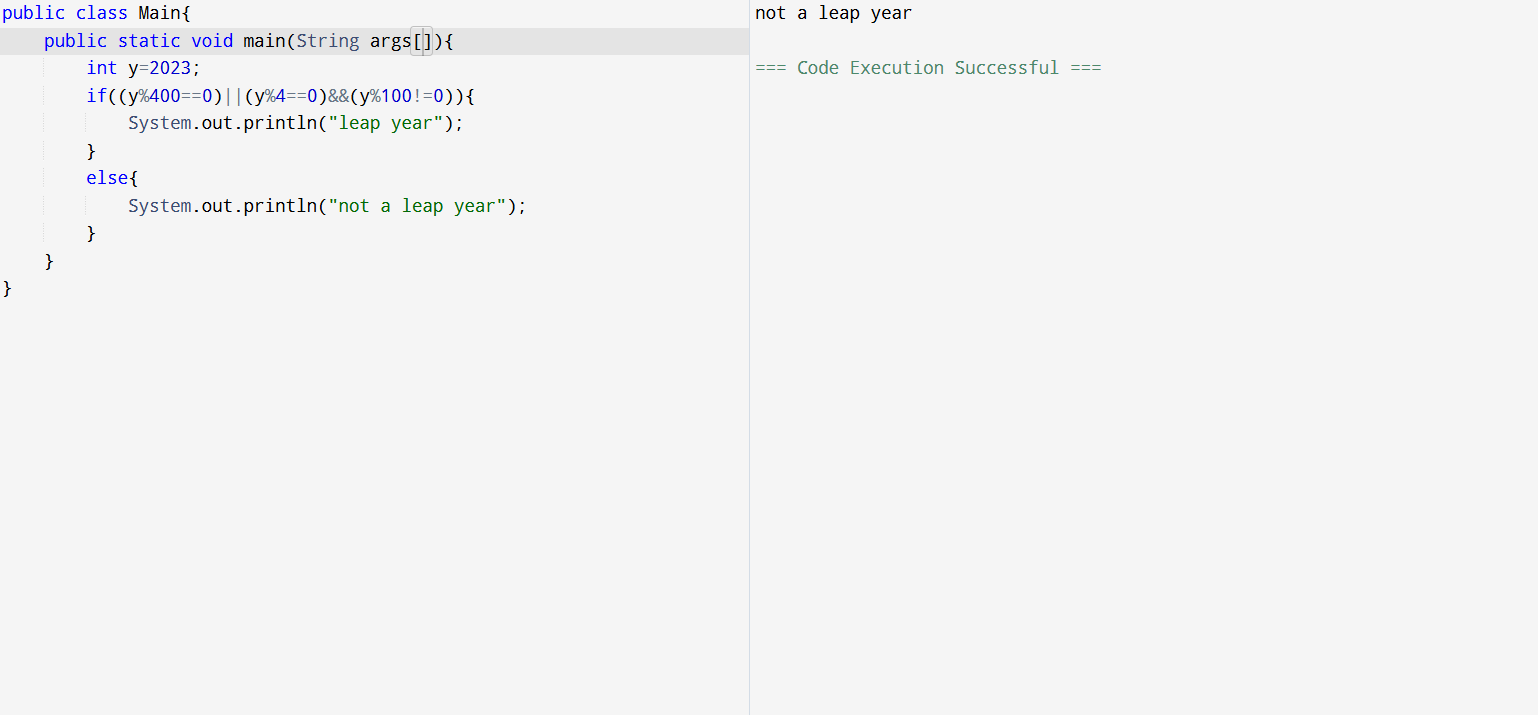 public class Main{
    public static void main(String args[]){
        int y=2023;
        if((y%400==0)||(y%4==0)&&(y%100!=0)){
            System.out.println("leap year");
        }
        else{
            System.out.println("not a leap year");
        }
    }
}
not a leap year
=== Code Execution Successful ===